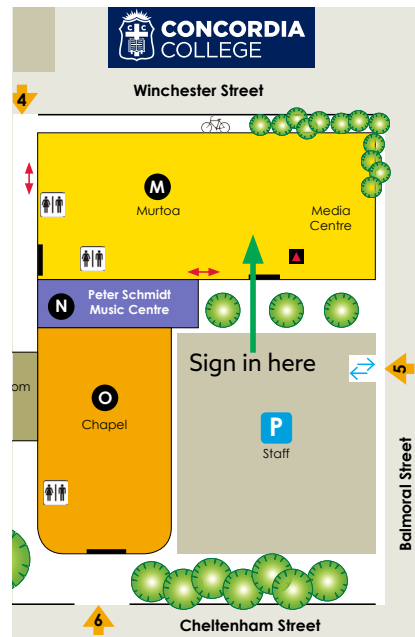 CONCORDIA
COLLEGE
Winchester Street
4
M
Murtoa
Media
Centre
N
Peter Schmidt
Music Centre
Sign in here
5
om
O
Chapel
P
Staff
Balmoral Street
6
Cheltenham Street